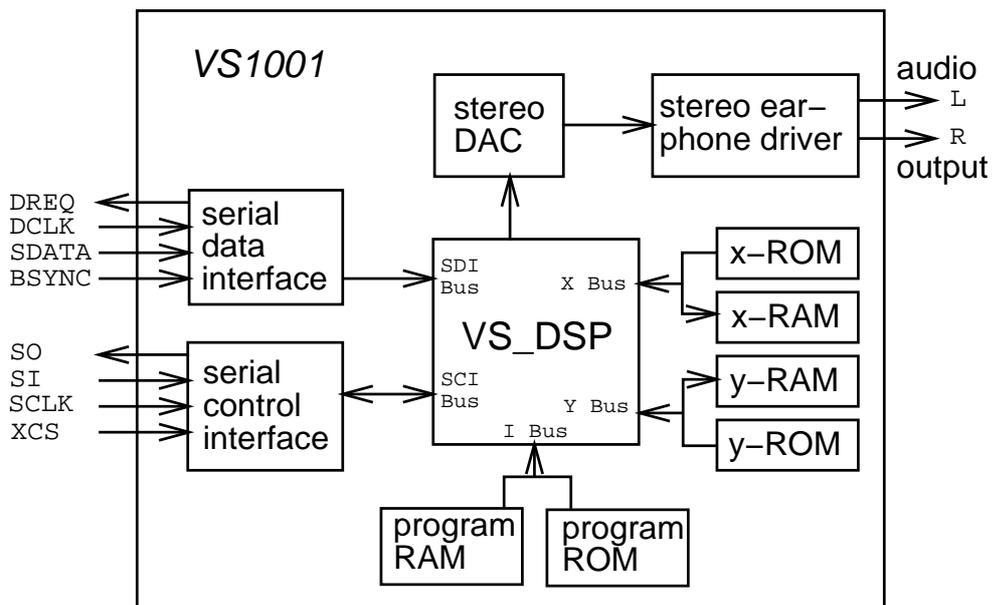 VS1001
audio
L
R
output
stereo
DAC
stereo ear–
phone driver
DREQ
DCLK
SDATA
BSYNC
serial
data
interface
SDI
Bus
X Bus
x–ROM
x–RAM
VS_DSP
SO
SI
SCLK
XCS
serial
control
interface
SCI
Bus
Y Bus
I Bus
y–RAM
y–ROM
program
RAM
program
ROM